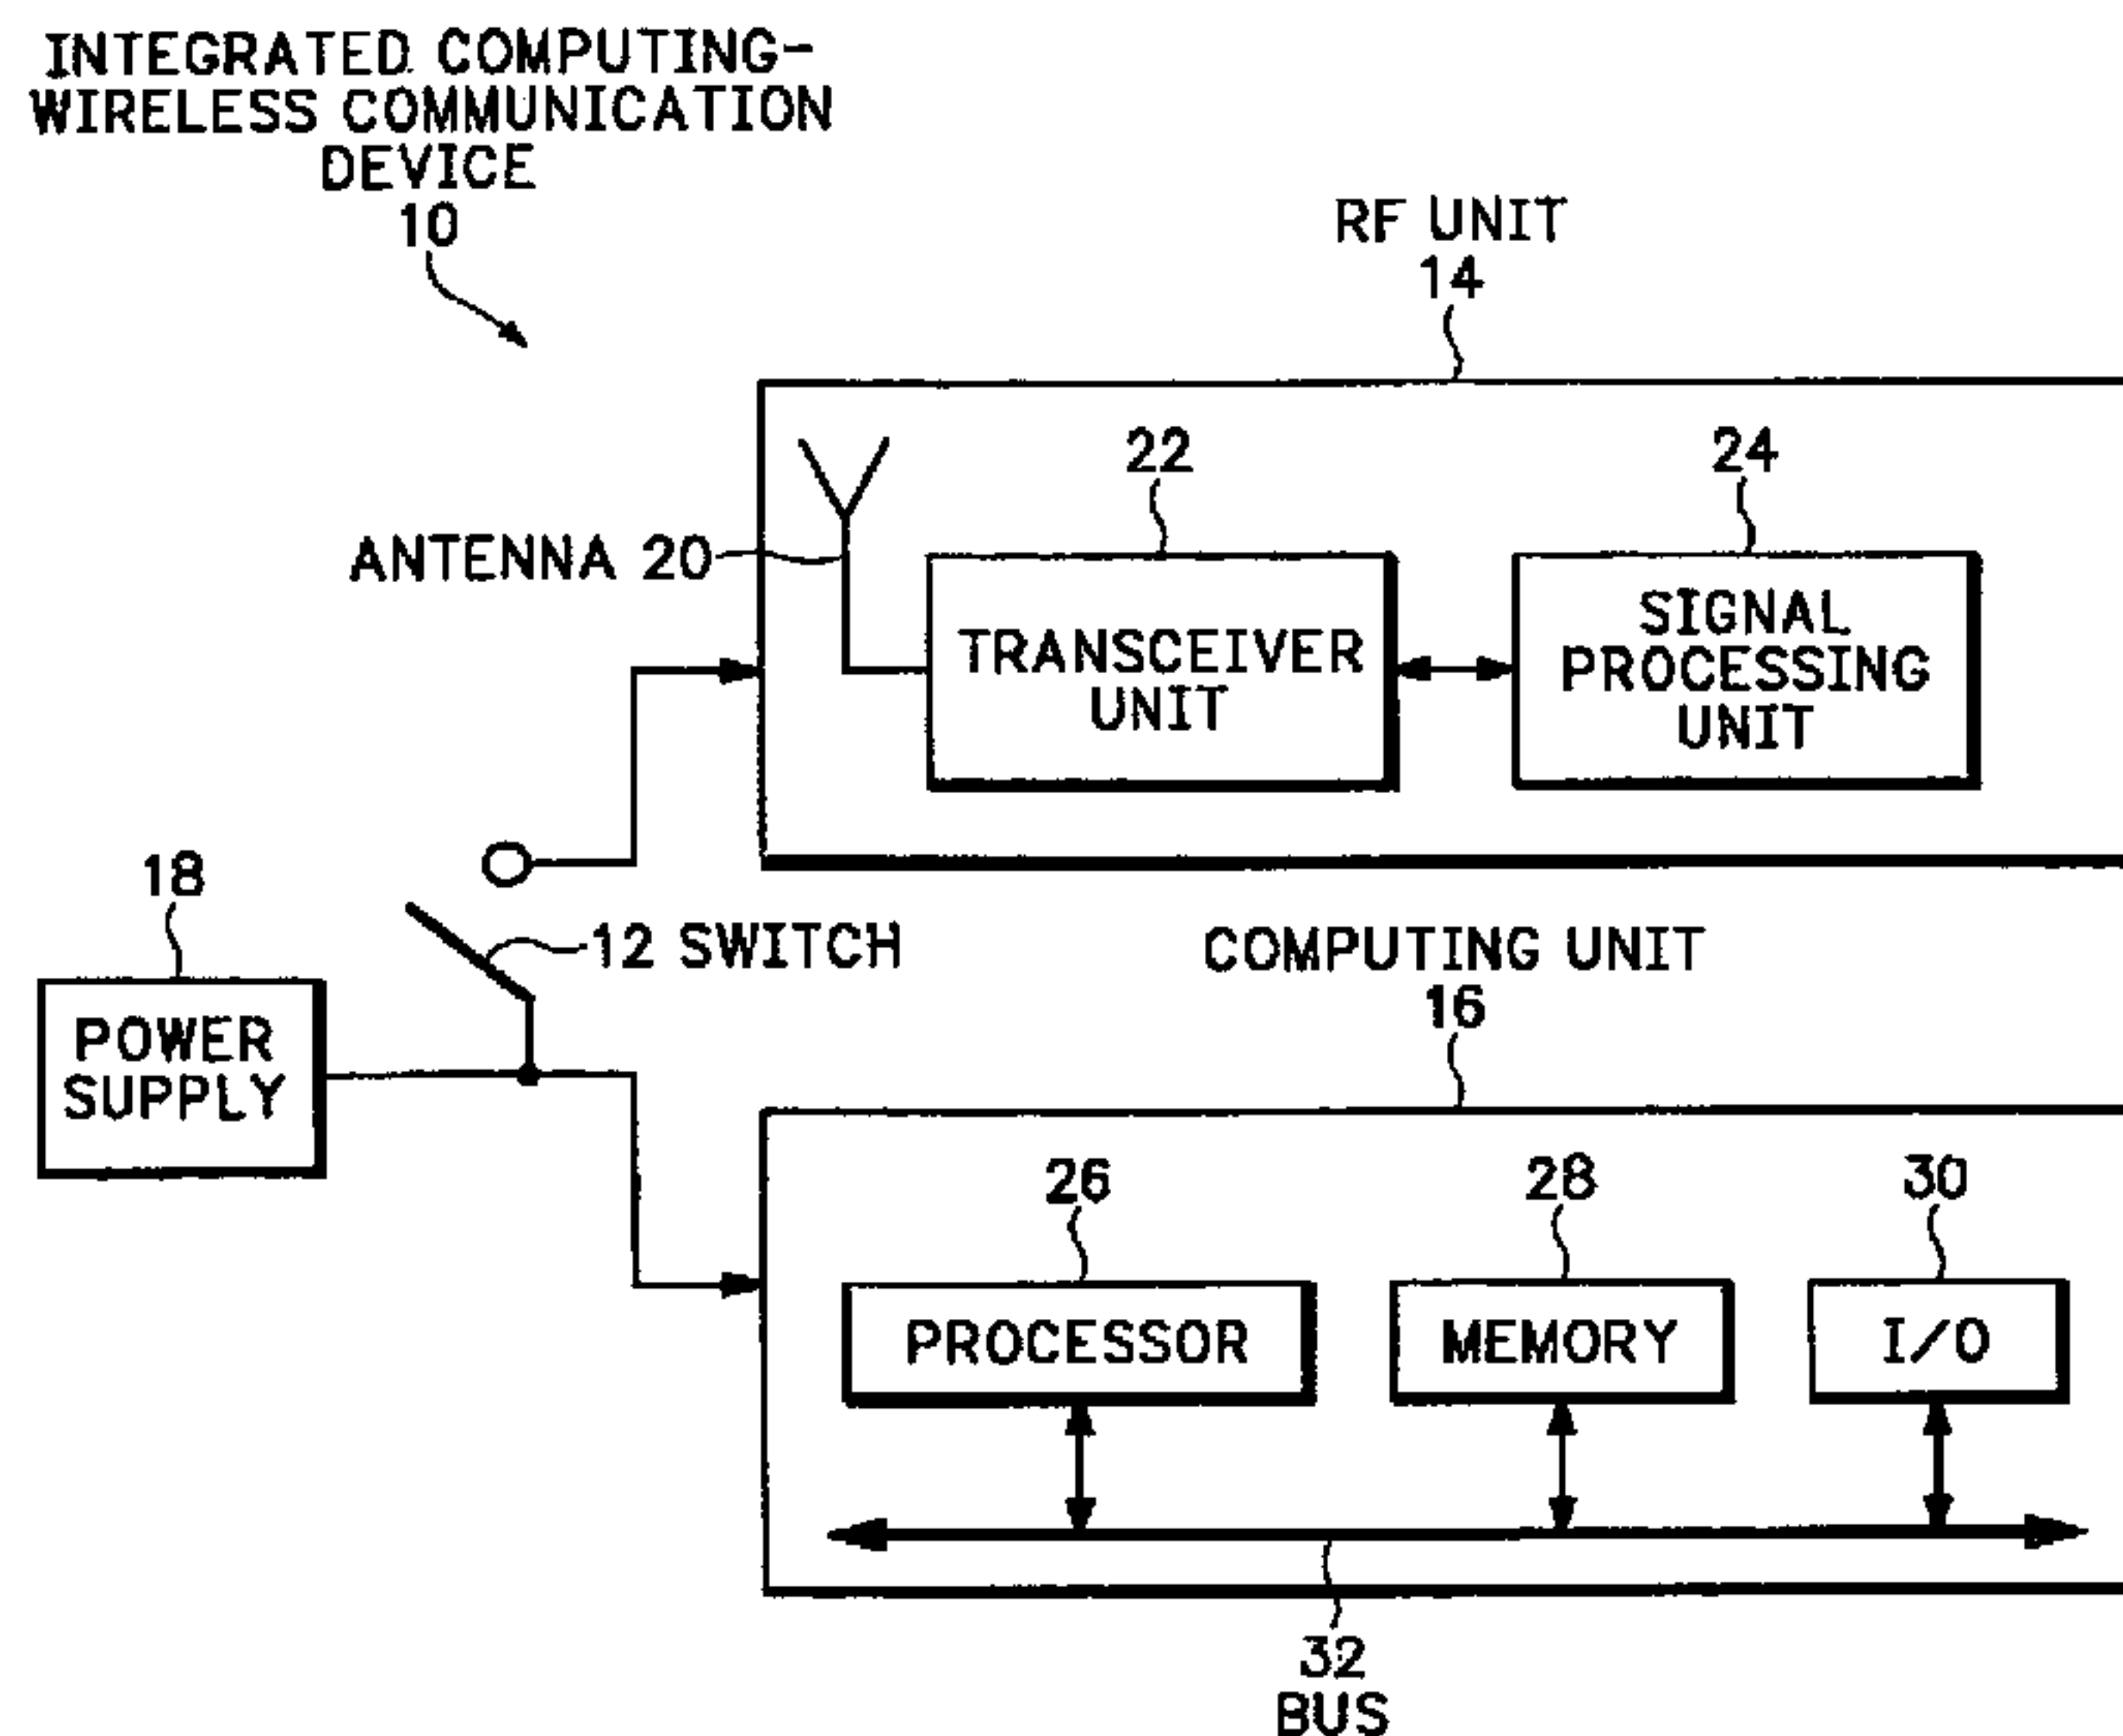 INTEGRATED COMPUTING-
WIRELESS COMMUNICATION
DEVICE
10
RF UNIT
14
22
24
ANTENNA 20
TRANSCEIVER
UNIT
SIGNAL
PROCESSING
UNIT
18
12 SWITCH
POWER
SUPPLY
COMPUTING UNIT
16
26
28
30
PROCESSOR
MEMORY
I/O
32
BUS